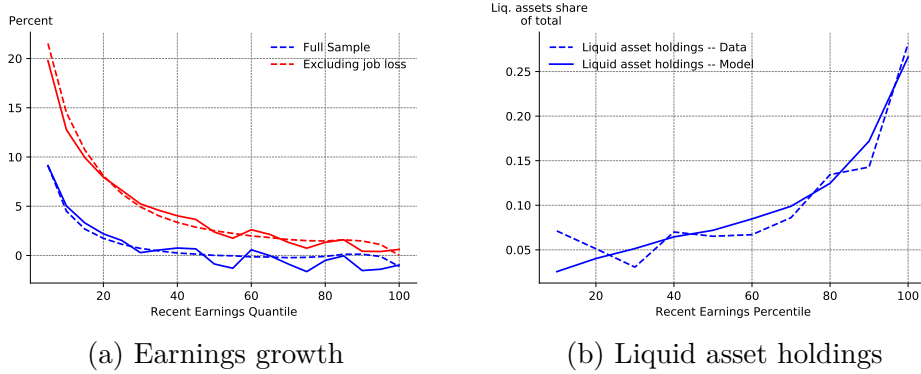 Percent
Full Sample
Excluding job loss
20
15
10
5
0
20
40
60
80
100
Recent Earnings Quantile
(a) Earnings growth
Liq. assets share
of total
Liquid asset holdings -- Data
Liquid asset holdings -- Model
0.25
0.20
0.15
0.10
0.05
20
40
60
80
100
Recent Earnings Percentile
(b) Liquid asset holdings